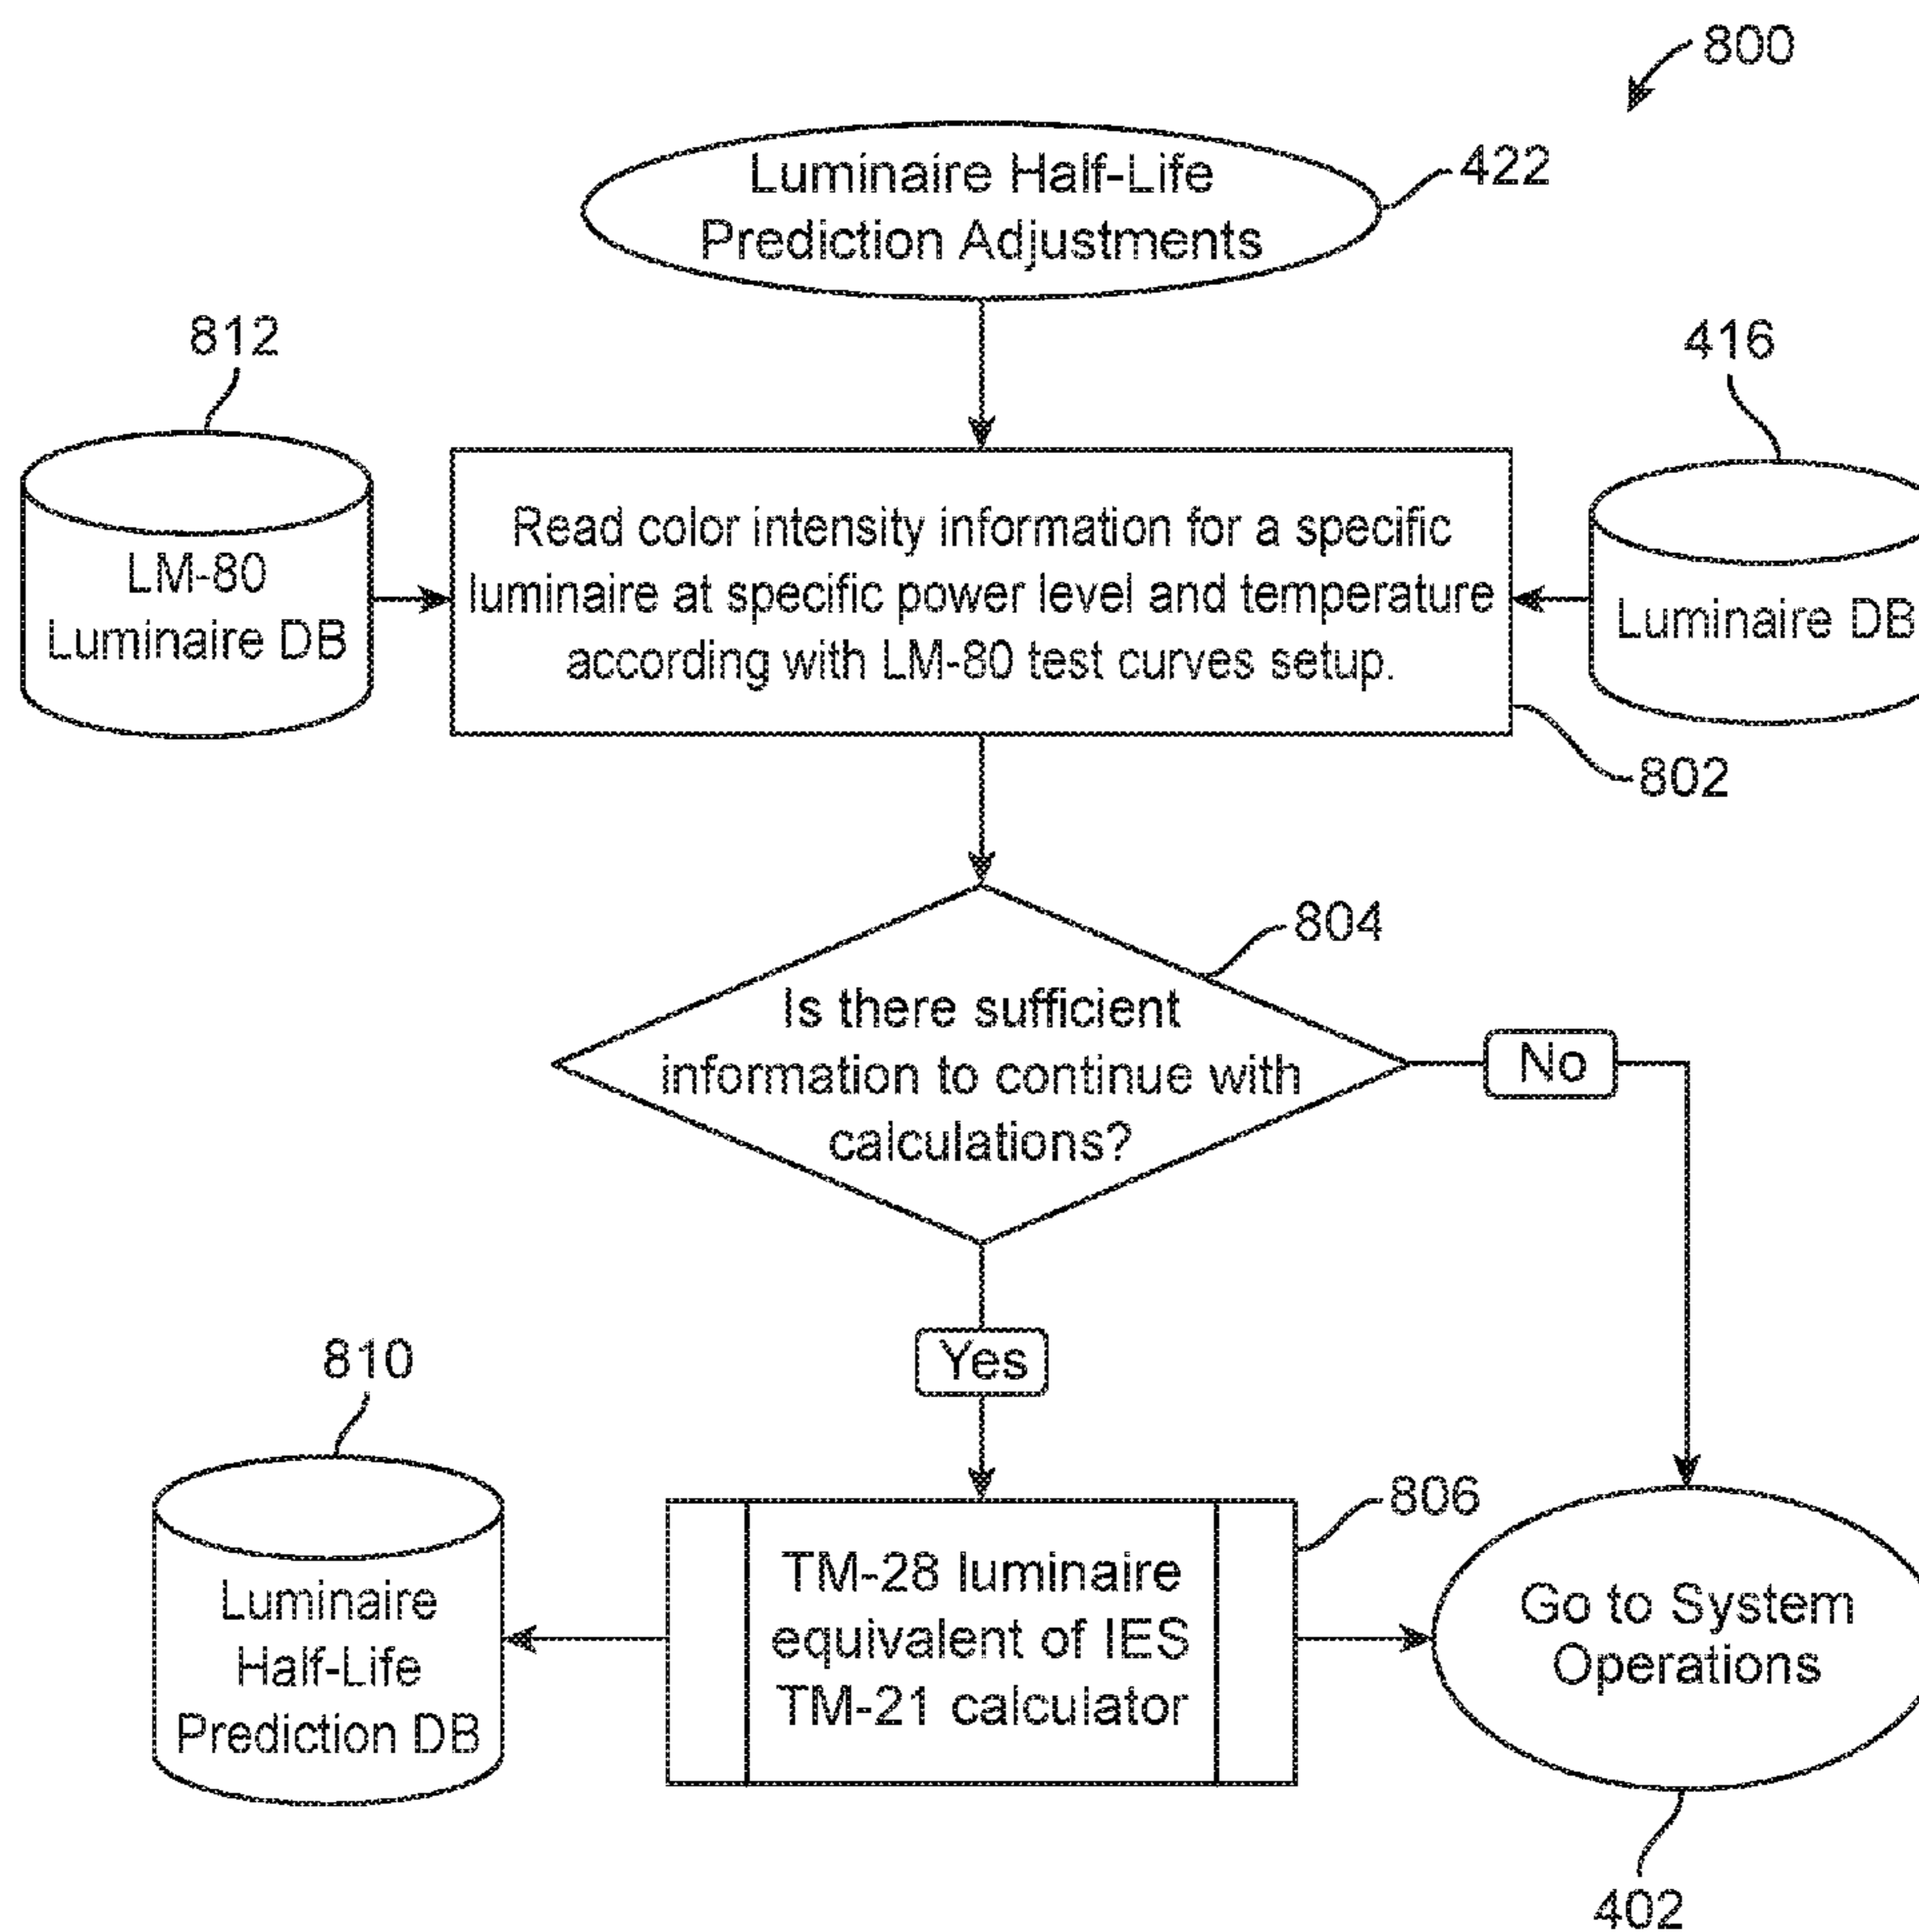 800
Luminaire Half-Life
Prediction Adjustments
422
812
416
LM-80
Luminaire DB
Read color intensity information for a specific
luminaire at specific power level and temperature
according with LM-80 test curves setup.
Luminaire DB
802
804
Is there sufficient
information to continue with
calculations?
No
Yes
810
Luminaire
Half-Life
Prediction DB
806
TM-28 luminaire
equivalent of IES
TM-21 calculator
Go to System
Operations
402